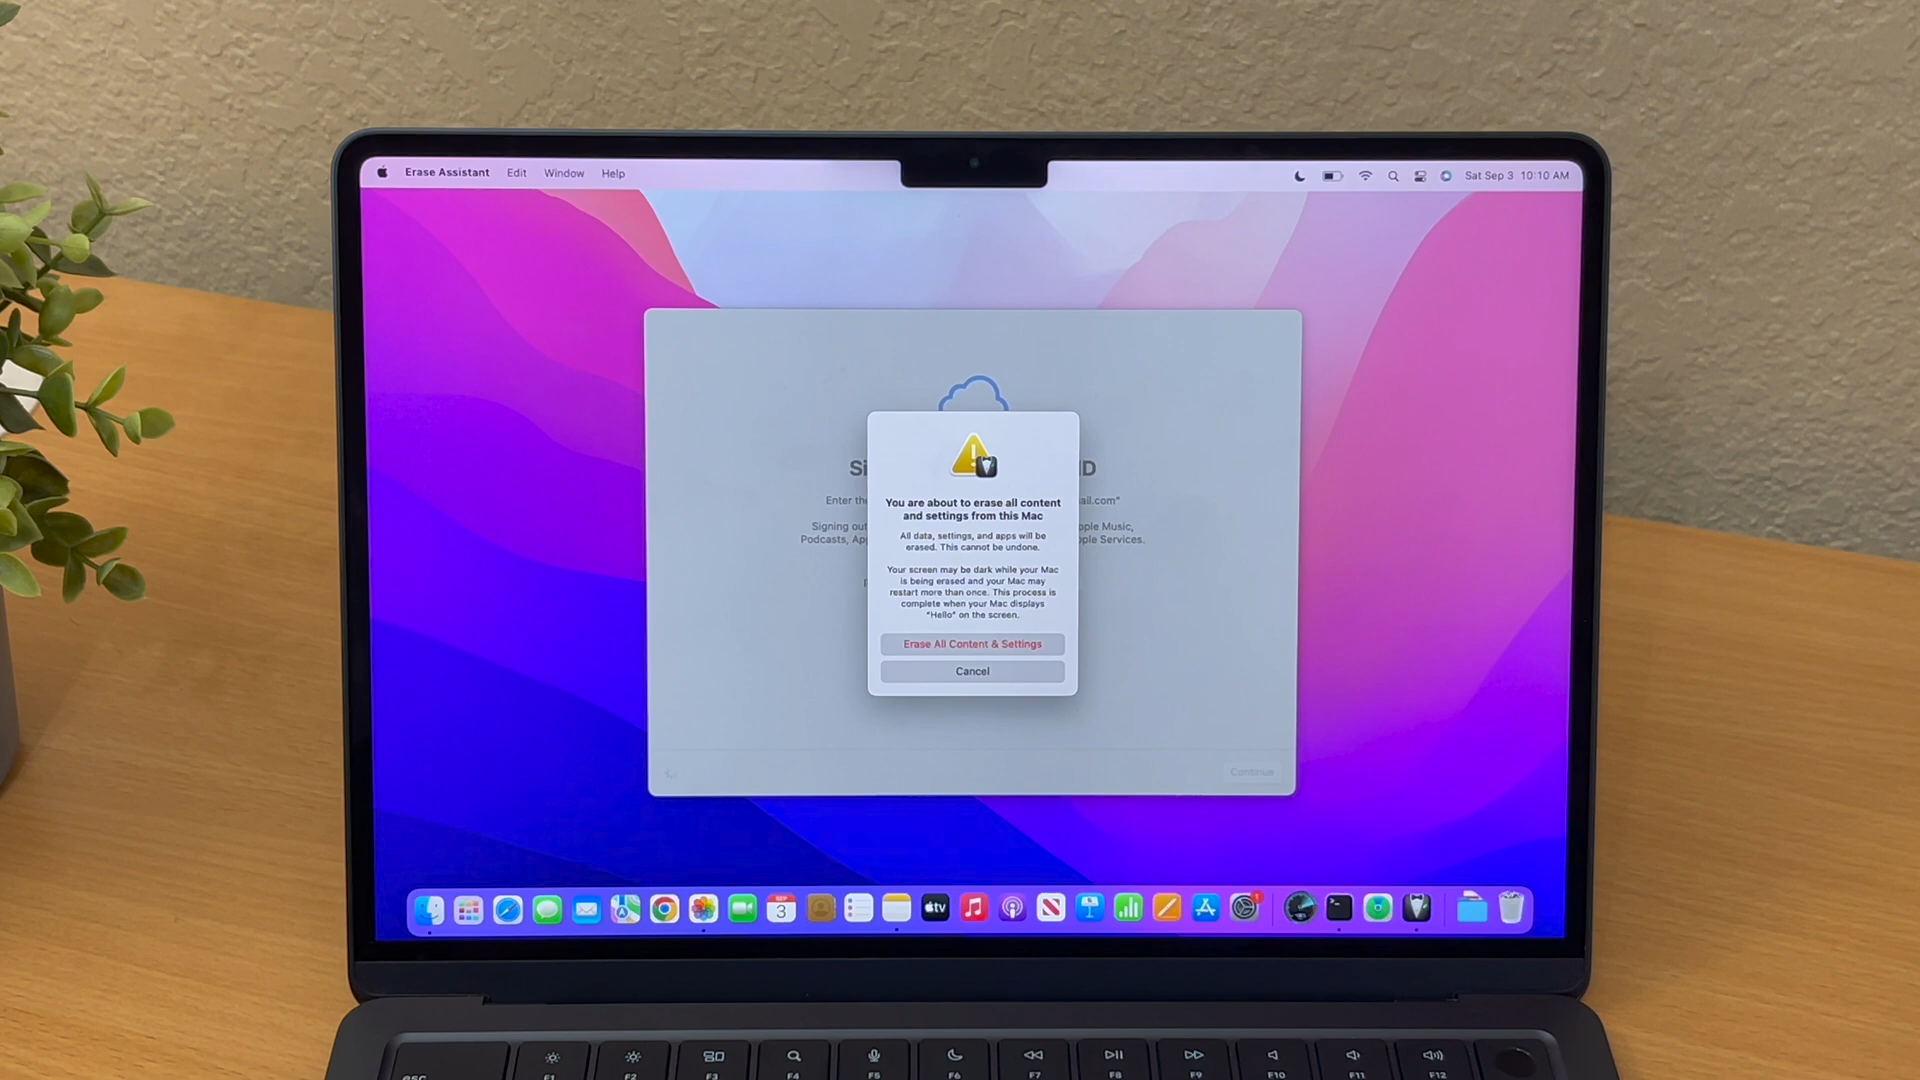 Erase Assistant Edit Window Help
Sat Sep 3 10:10 AM
Enter the
ail.com"
Signing out
pple Music,
Podcasts, Ap
ple Services.
You are about to erase all content
and settings from this Mac
All data, settings, and apps will be
erased. This cannot be undone.
Your screen may be dark while your Mac
is being erased and your Mac may
restart more than once. This process is
complete when your Mac displays
"Hello" on the screen.
Erase All Content & Settings
Cancel
Continue
SEP
3
tv
1
esc
F1 F2 F3 F4 F5 F6 F7 F8 F9 F10 F11 F12